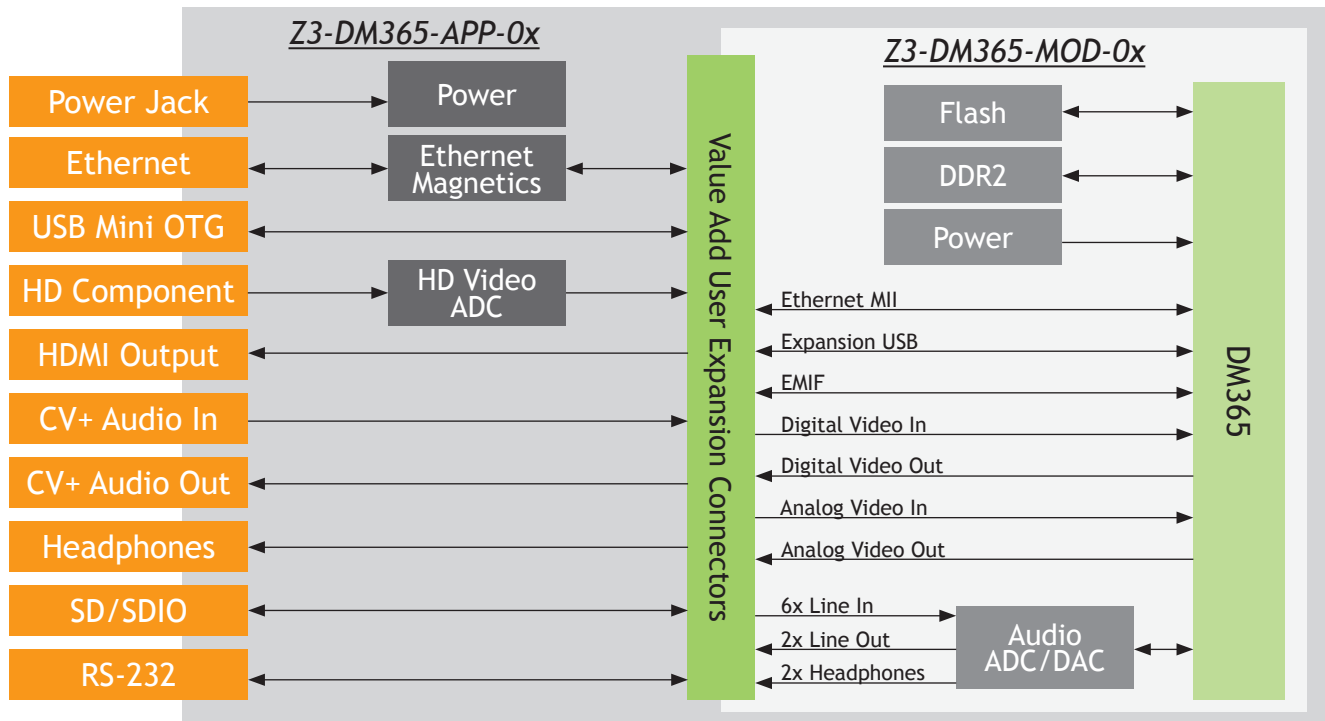 Z3-DM365-APP-0x
Z3-DM365-MOD-0x
Power Jack
Ethernet
USB Mini OTG
HD Component
HDMI Output
CV+ Audio In
CV+ Audio Out
Headphones
SD/SDIO
RS-232
Power
Ethernet
Magnetics
HD Video
ADC
Value Add User Expansion Connectors
Flash
DDR2
Power
Ethernet MII
Expansion USB
EMIF
Digital Video In
Digital Video Out
Analog Video In
Analog Video Out
6x Line In
2x Line Out
2x Headphones
Audio
ADC/DAC
DM365